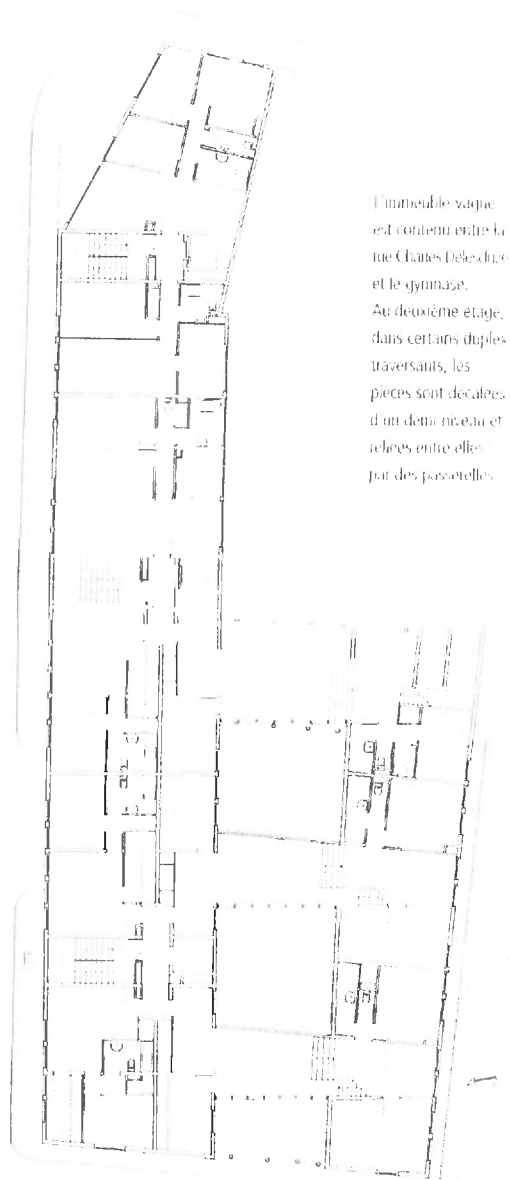 L'immeuble vague
est contenu entre la
rue Charles Delescluze
et le gymnase.
Au deuxième étage,
dans certains duplex
traversants, les
pièces sont décalées
d'un demi niveau et
reliées entre elles
par des passerelles